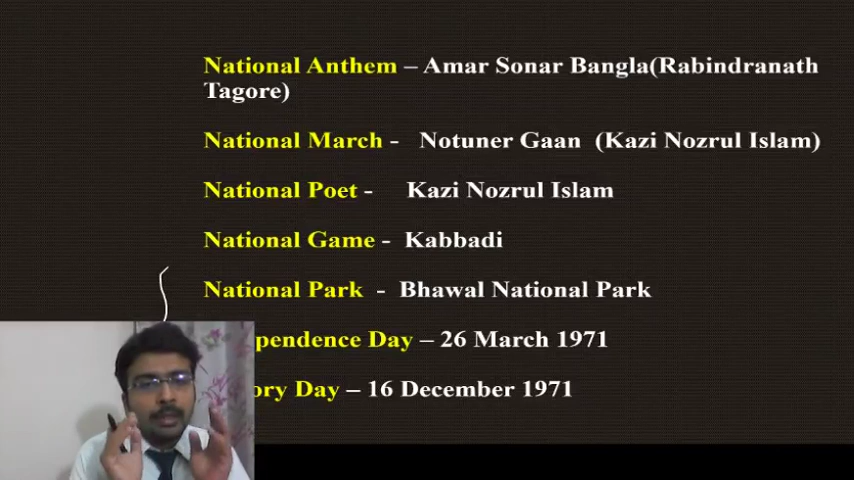 National Anthem – Amar Sonar Bangla(Rabindranath
Tagore)
National March - Notuner Gaan (Kazi Nozrul Islam)
National Poet - Kazi Nozrul Islam
National Game - Kabbadi
National Park - Bhawal National Park
pendence Day – 26 March 1971
ory Day – 16 December 1971